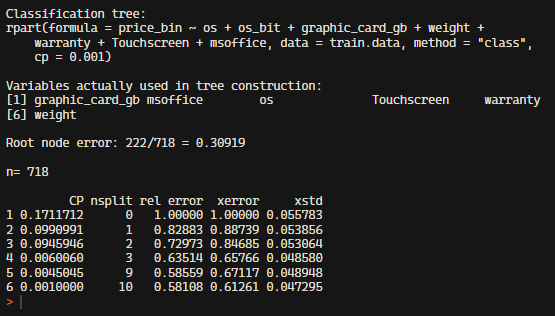 Classification tree:
rpart(formula = price_bin ~ os + os_bit + graphic_card_gb + weight +
    warranty + Touchscreen + msoffice, data = train.data, method = "class",
    cp = 0.001)

Variables actually used in tree construction:
[1] graphic_card_gb msoffice        os              Touchscreen     warranty
[6] weight

Root node error: 222/718 = 0.30919

n= 718

         CP nsplit rel error  xerror     xstd
1 0.1711712      0   1.00000 1.00000 0.055783
2 0.0990991      1   0.82883 0.88739 0.053856
3 0.0945946      2   0.72973 0.84685 0.053064
4 0.0060060      3   0.63514 0.65766 0.048580
5 0.0045045      9   0.58559 0.67117 0.048948
6 0.0010000     10   0.58108 0.61261 0.047295
>